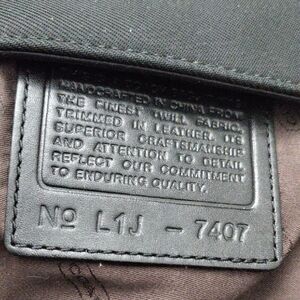 HANDCRAFTED IN CHINA FROM
THE FINEST TWILL FABRIC,
TRIMMED IN LEATHER. ITS
SUPERIOR CRAFTSMANSHIP
AND ATTENTION TO DETAIL
REFLECT OUR COMMITMENT
TO ENDURING QUALITY.
Nº L1J - 7407